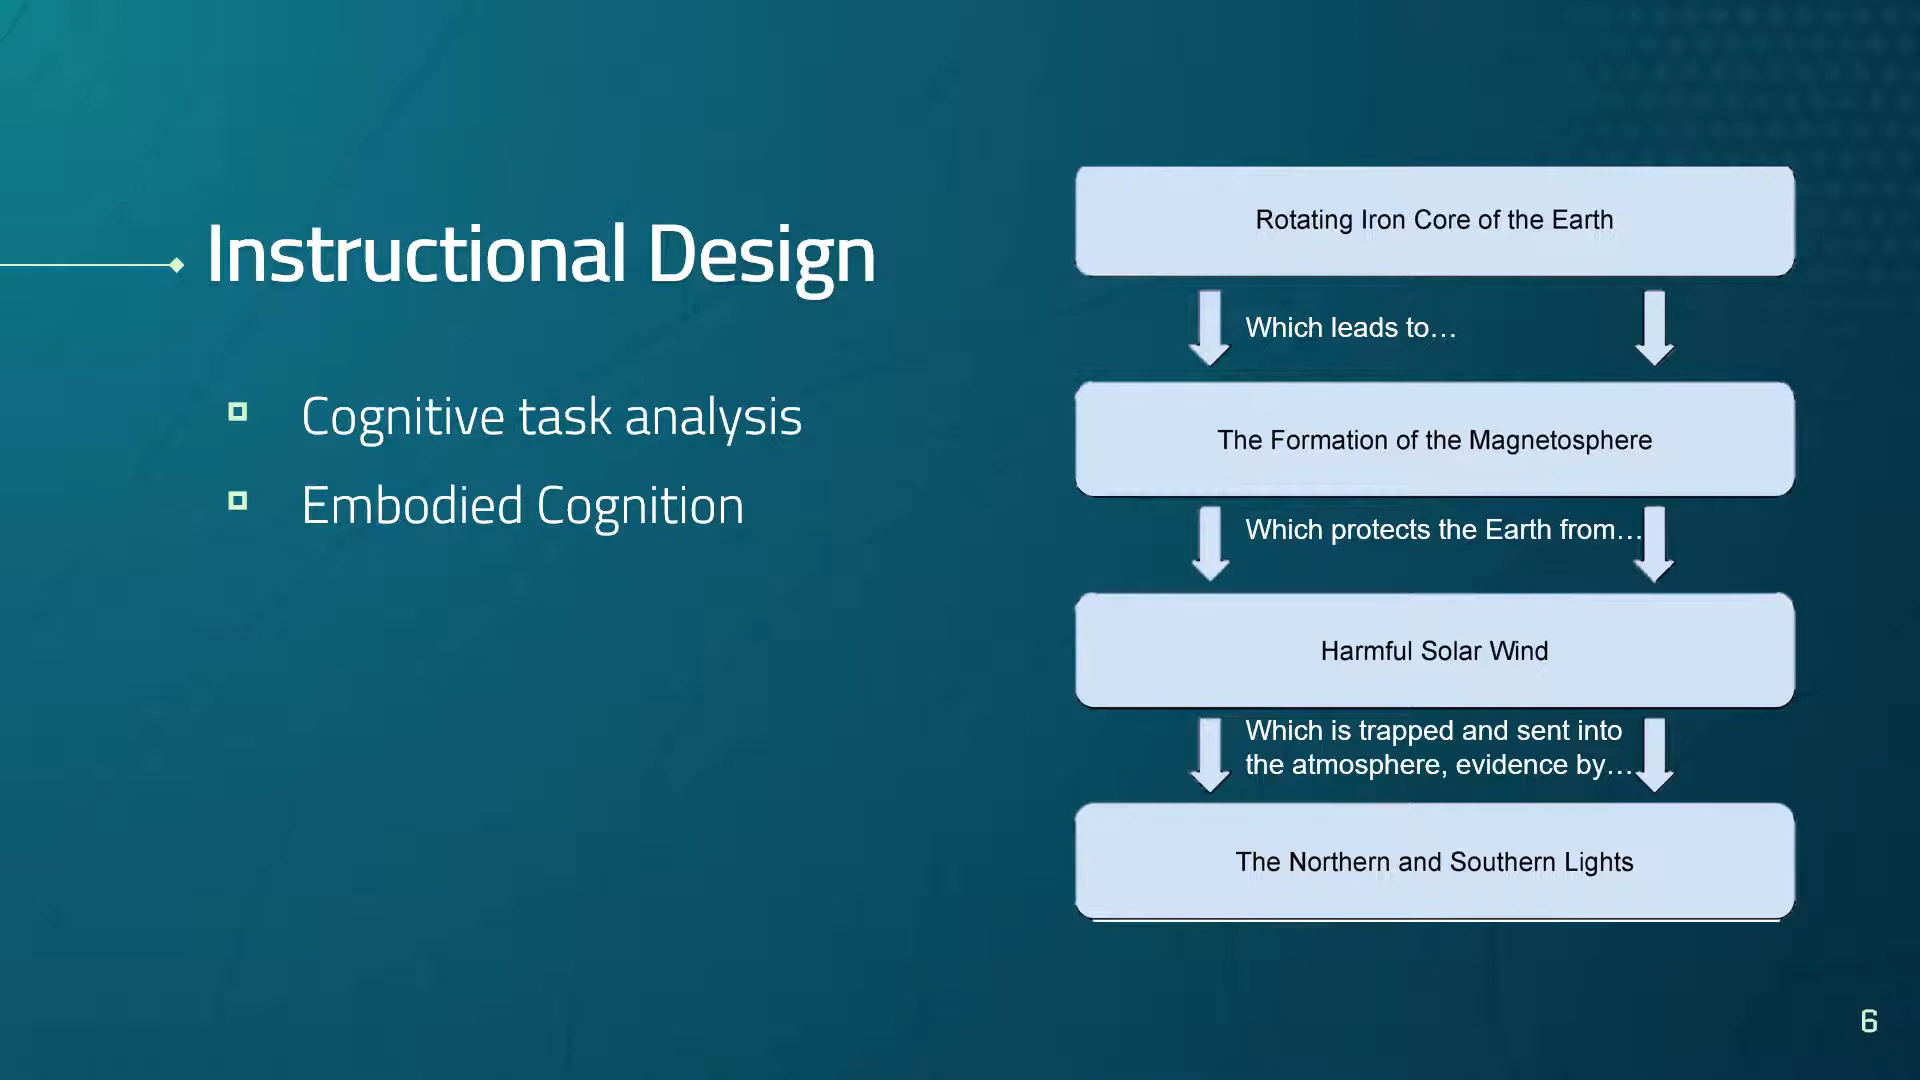 Instructional Design
Cognitive task analysis
Embodied Cognition
Rotating Iron Core of the Earth
Which leads to…
The Formation of the Magnetosphere
Which protects the Earth from…
Harmful Solar Wind
Which is trapped and sent into
the atmosphere, evidence by…
The Northern and Southern Lights
6